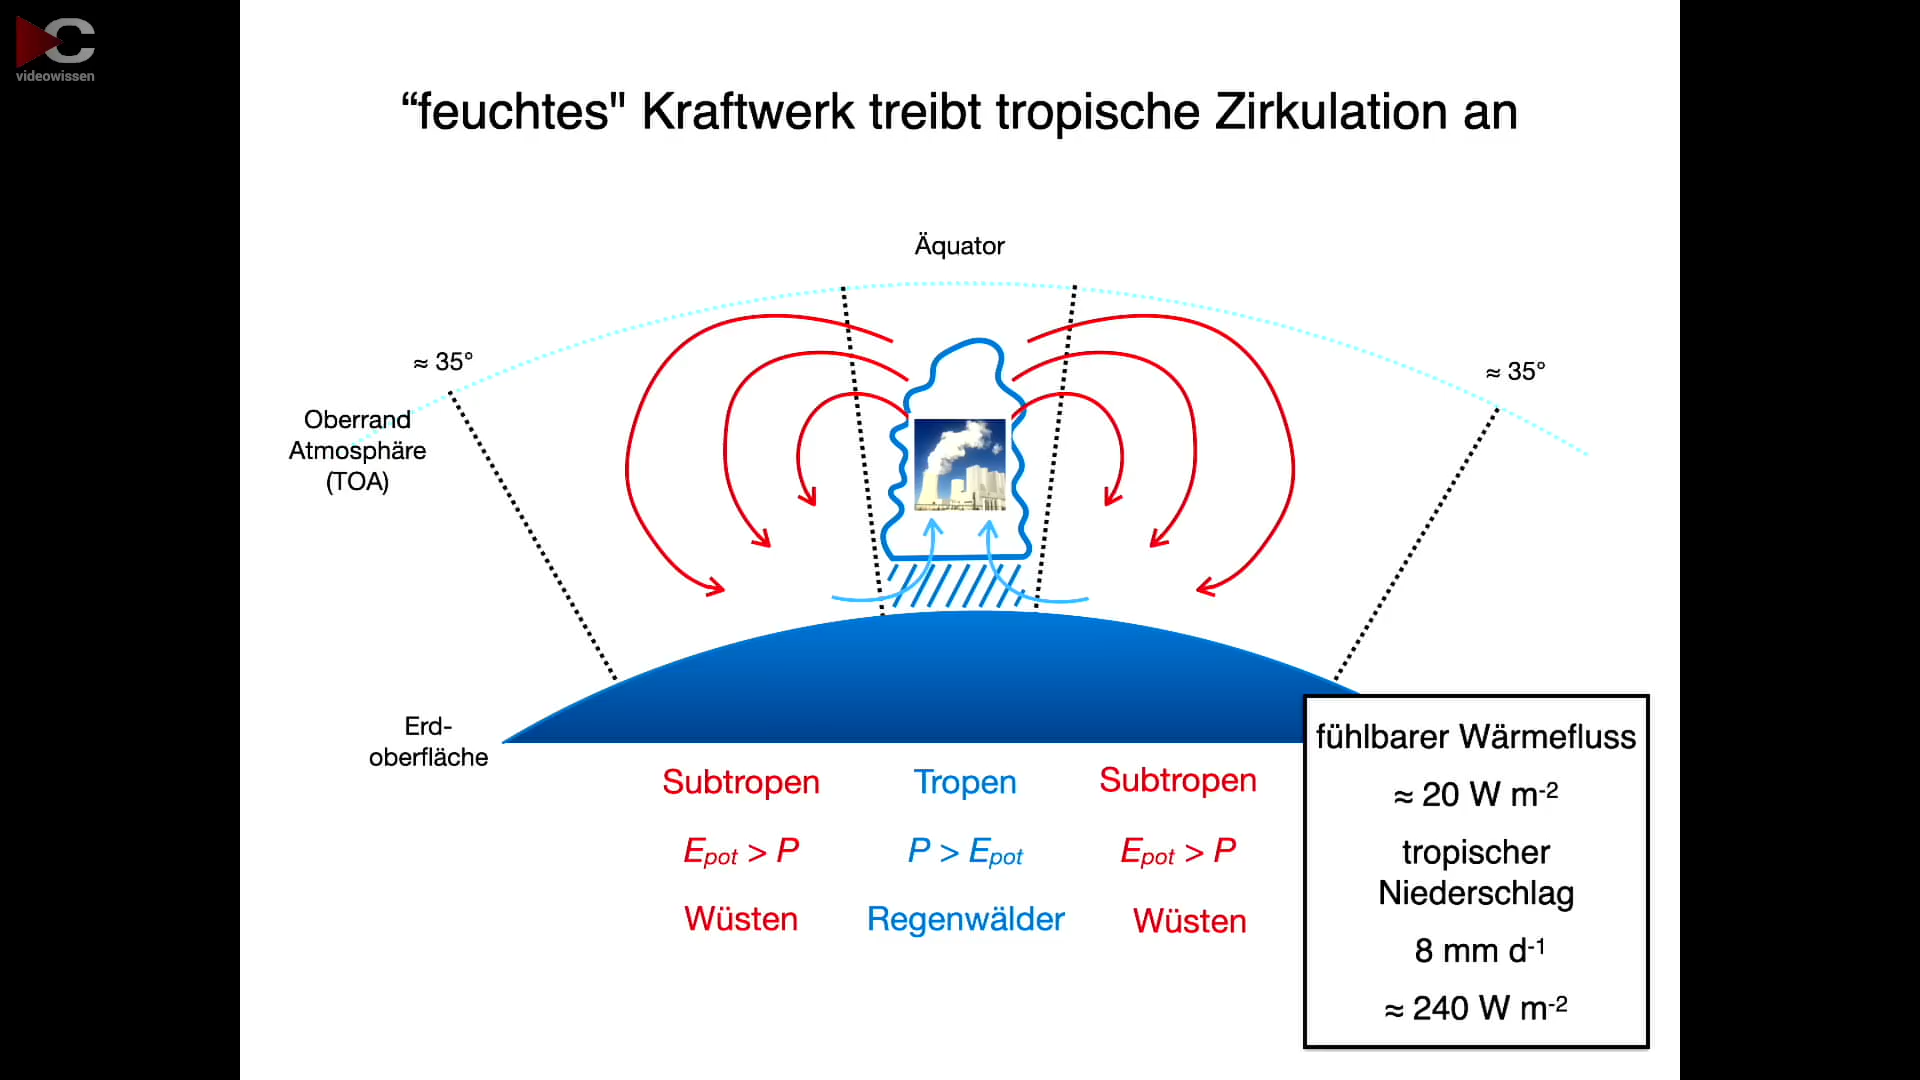 C
videowissen
“feuchtes" Kraftwerk treibt tropische Zirkulation an
Äquator
≈ 35°
≈ 35°
Oberrand
Atmosphäre
(TOA)
Erd-
oberfläche
Subtropen
Tropen
Subtropen
Epot > P
P > Epot
Epot > P
Wüsten
Regenwälder
Wüsten
fühlbarer Wärmefluss
≈ 20 W m-2
tropischer
Niederschlag
8 mm d-1
≈ 240 W m-2